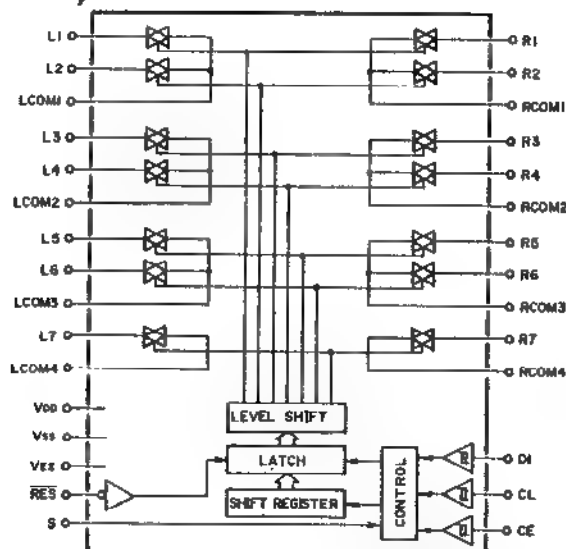 L1 R1
L2 R2
LCOM1 RCOM1
L3 R3
L4 R4
LCOM2 RCOM2
L5 R5
L6 R6
LCOM3 RCOM3
L7 R7
LCOM4 RCOM4
VDD
LEVEL SHIFT
VSS
VEE
LATCH
DI
RES
SHIFT REGISTER
CONTROL
CL
S
CE